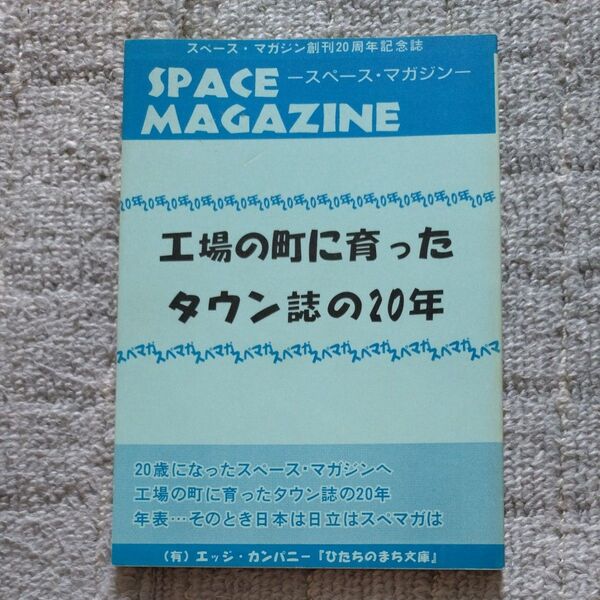 スペース・マガジン創刊20周年記念誌
SPACE ースペース・マガジンー
MAGAZINE
20年20年20年20年20年20年20年20年20年20年20年20年20年20年20年20年20年
工場の町に育った
タウン誌の20年
スペマガスペマガスペマガスペマガスペマガスペマガスペマガスペマガスペマ
20歳になったスペース・マガジンへ
工場の町に育ったタウン誌の20年
年表…そのとき日本は日立はスペマガは
（有）エッジ・カンパニー『ひたちのまち文庫』